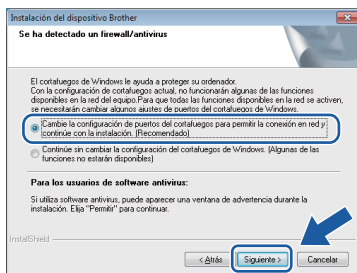 Instalación del dispositivo Brother
Se ha detectado un firewall/antivirus
El cortafuegos de Windows le ayuda a proteger su ordenador.
Con la configuración de cortafuegos actual, no funcionarán algunas de las funciones
disponibles en la red del equipo.Para que todas las funciones disponibles en la red se activen,
se necesitarán cambiar algunos ajustes de puertos del cortafuegos de Windows.
Cambie la configuración de puertos del cortafuegos para permitir la conexión en red y
continúe con la instalación. (Recomendado)
Continúe sin cambiar la configuración del cortafuegos de Windows. (Algunas de las
funciones no estarán disponibles)
Para los usuarios de software antivirus:
Si utiliza software antivirus, puede aparecer una ventana de advertencia durante la
instalación. Elija "Permitir" para continuar.
InstallShield
< Atrás
Siguiente >
Cancelar